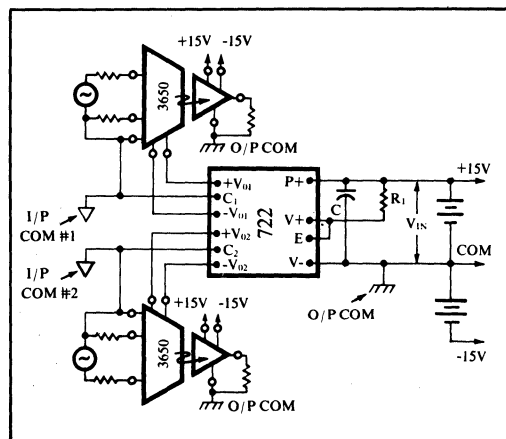 +15V -15V
3650
O/P COM
I/P
COM #1
+V01
C1
-V01
+V02
C2
-V02
722
P+
V+
E
V-
C
R1
VIN
+15V
COM
-15V
O/P COM
I/P
COM #2
+15V -15V
3650
O/P COM